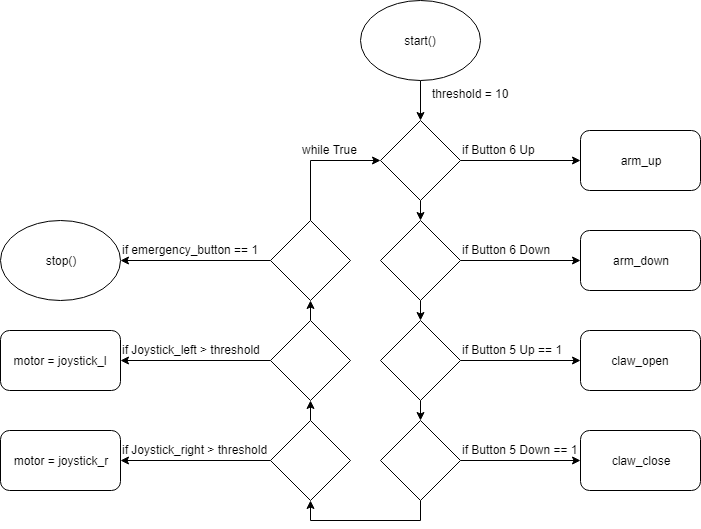 start()
threshold = 10
while True
if Button 6 Up
arm_up
stop()
if emergency_button == 1
if Button 6 Down
arm_down
motor = joystick_l
if Joystick_left > threshold
if Button 5 Up == 1
claw_open
motor = joystick_r
if Joystick_right > threshold
if Button 5 Down == 1
claw_close